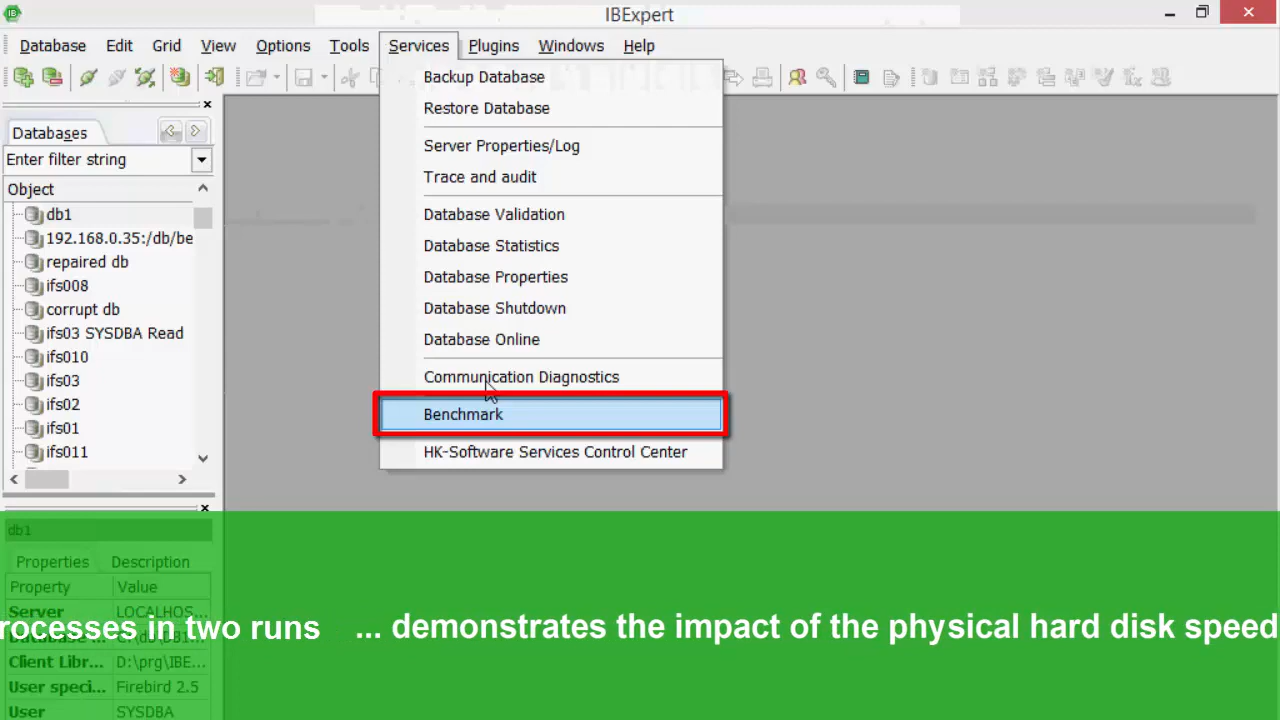 IBExpert
Database Edit Grid View Options Tools Services Plugins Windows Help
Backup Database
Restore Database
Server Properties/Log
Trace and audit
Database Validation
Database Statistics
Database Properties
Database Shutdown
Database Online
Communication Diagnostics
Benchmark
HK-Software Services Control Center
Databases
Enter filter string
Object
db1
192.168.0.35:/db/be
repaired db
ifs008
corrupt db
ifs03 SYSDBA Read
ifs010
ifs03
ifs02
ifs01
ifs011
db1
Properties Description
Property Value
Server LOCALHOS...
rocesses in two runs ... demonstrates the impact of the physical hard disk speed
Client Libr... D:\prg\IBE...
User speci... Firebird 2.5
User SYSDBA